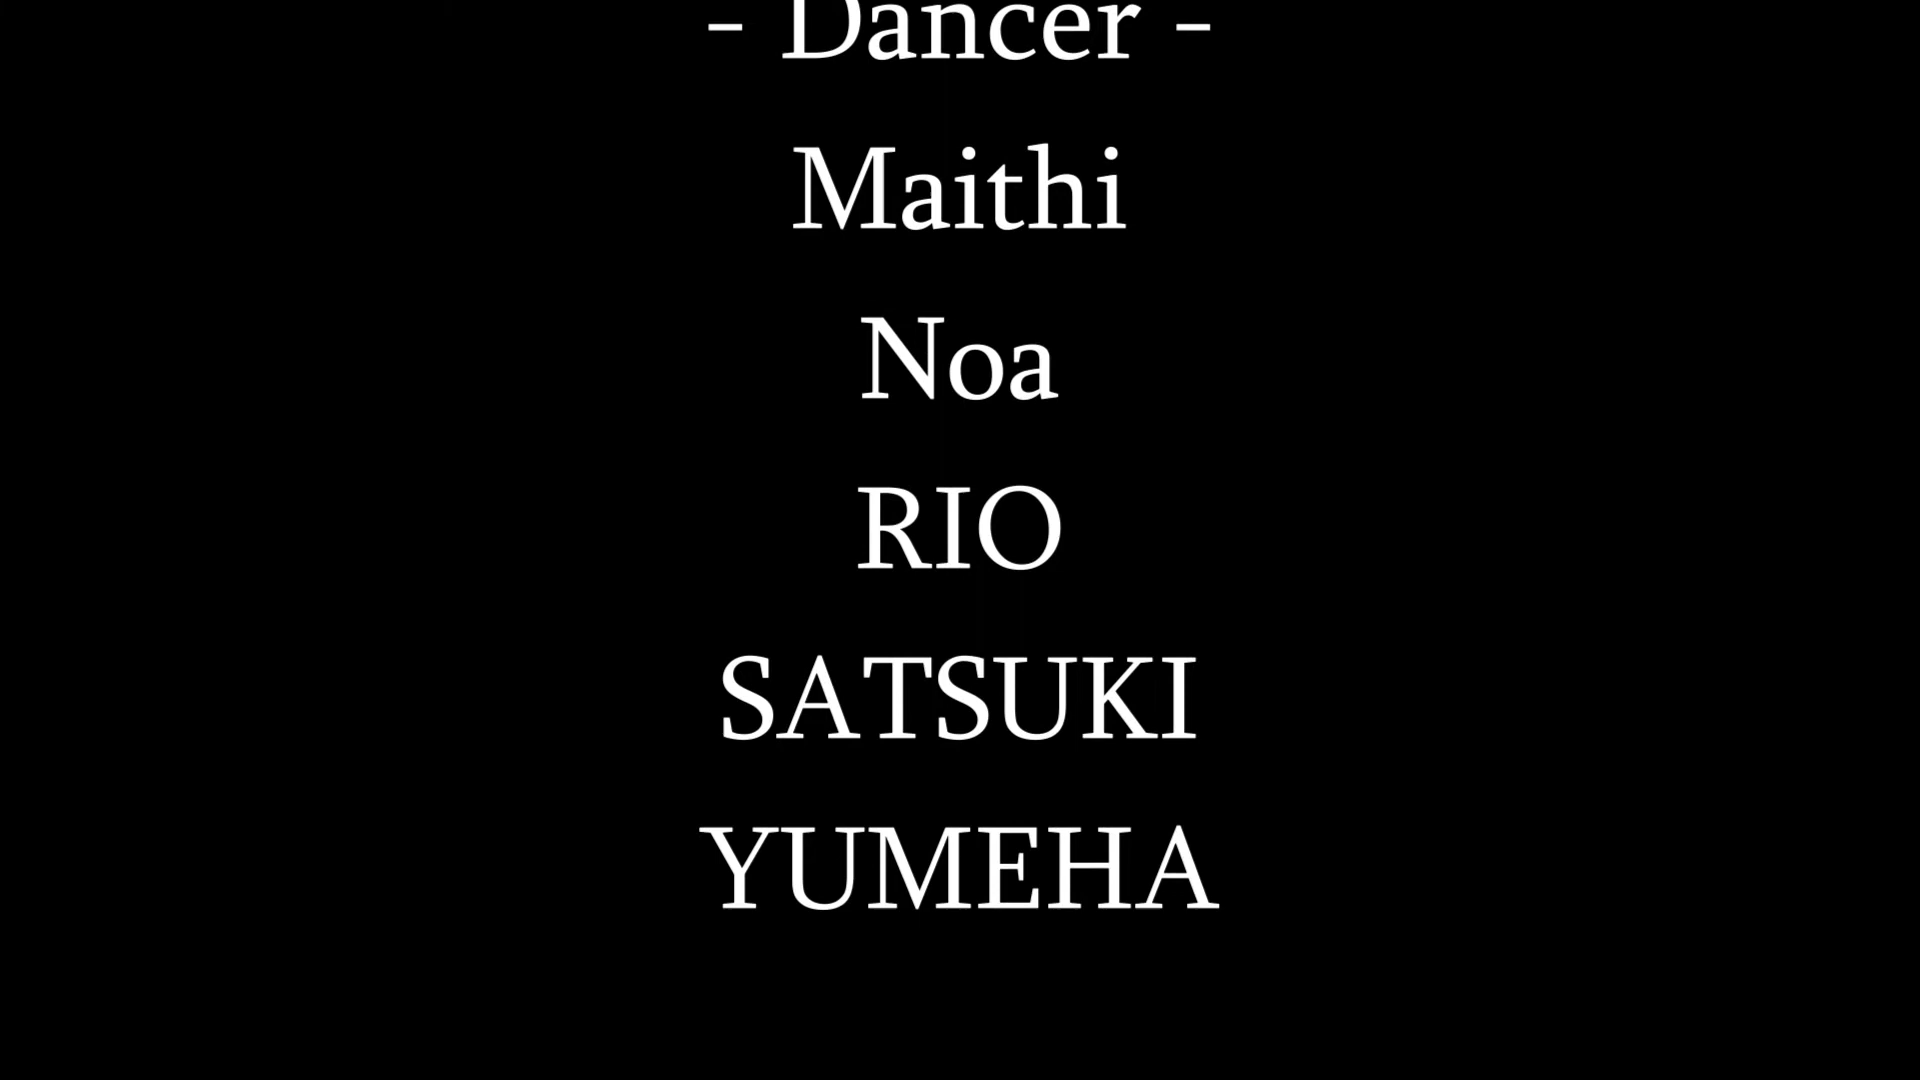 - Dancer -
Maithi
Noa
RIO
SATSUKI
YUMEHA